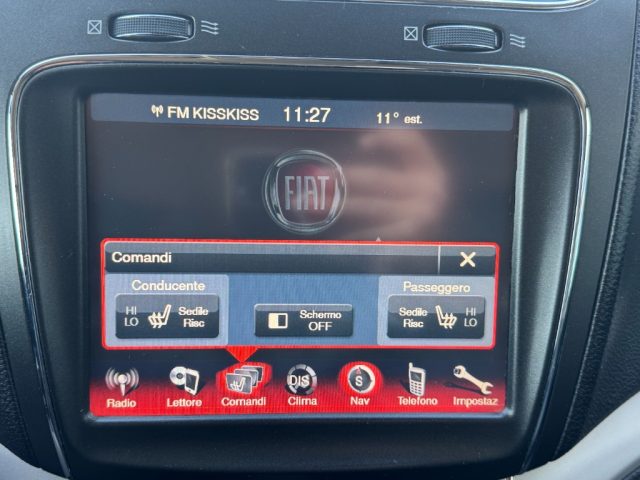 FM KISSKISS 11:27 11° est.
FIAT
Comandi
Conducente
Passeggero
HI
LO
Sedile
Risc
Schermo
OFF
Sedile
Risc
HI
LO
DIS
S
Radio Lettore Comandi Clima Nav Telefono Impostaz